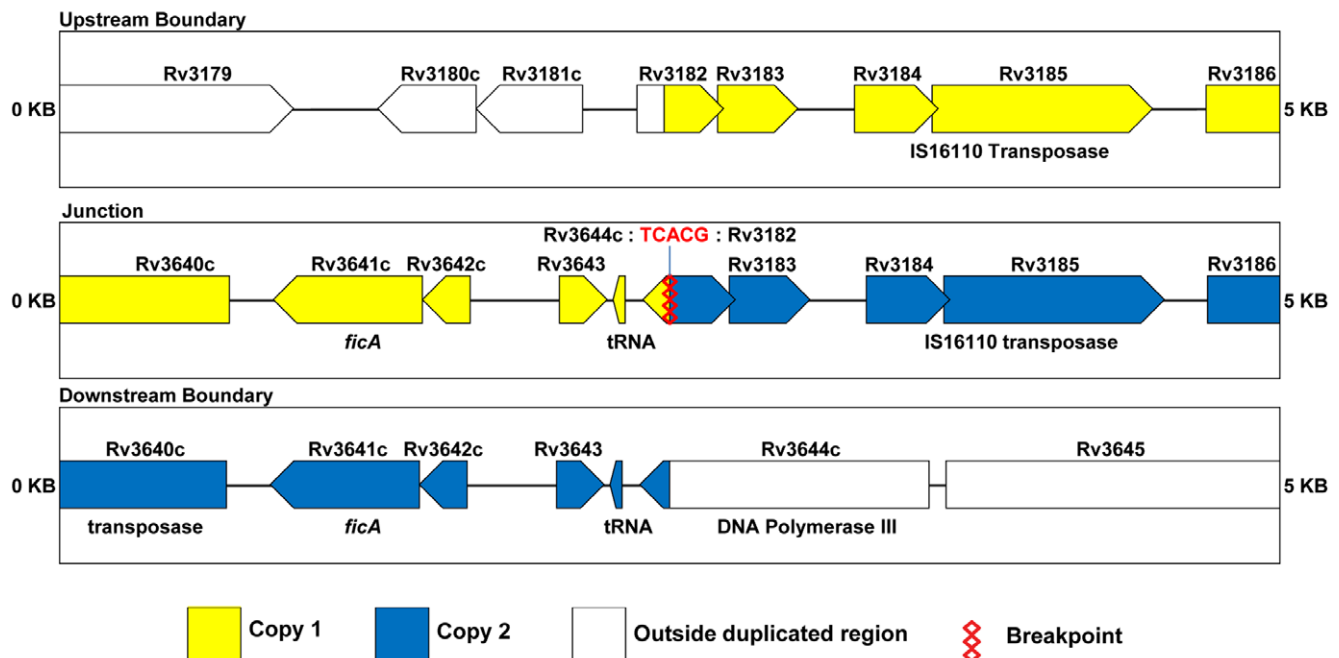 Upstream Boundary
Rv3179 Rv3180c Rv3181c Rv3182 Rv3183 Rv3184 Rv3185 Rv3186
0 KB 5 KB
IS16110 Transposase
Junction
Rv3644c : TCACG : Rv3182
Rv3640c Rv3641c Rv3642c Rv3643 Rv3183 Rv3184 Rv3185 Rv3186
0 KB 5 KB
ficA tRNA IS16110 transposase
Downstream Boundary
Rv3640c Rv3641c Rv3642c Rv3643 Rv3644c Rv3645
0 KB 5 KB
transposase ficA tRNA DNA Polymerase III
Copy 1 Copy 2 Outside duplicated region Breakpoint